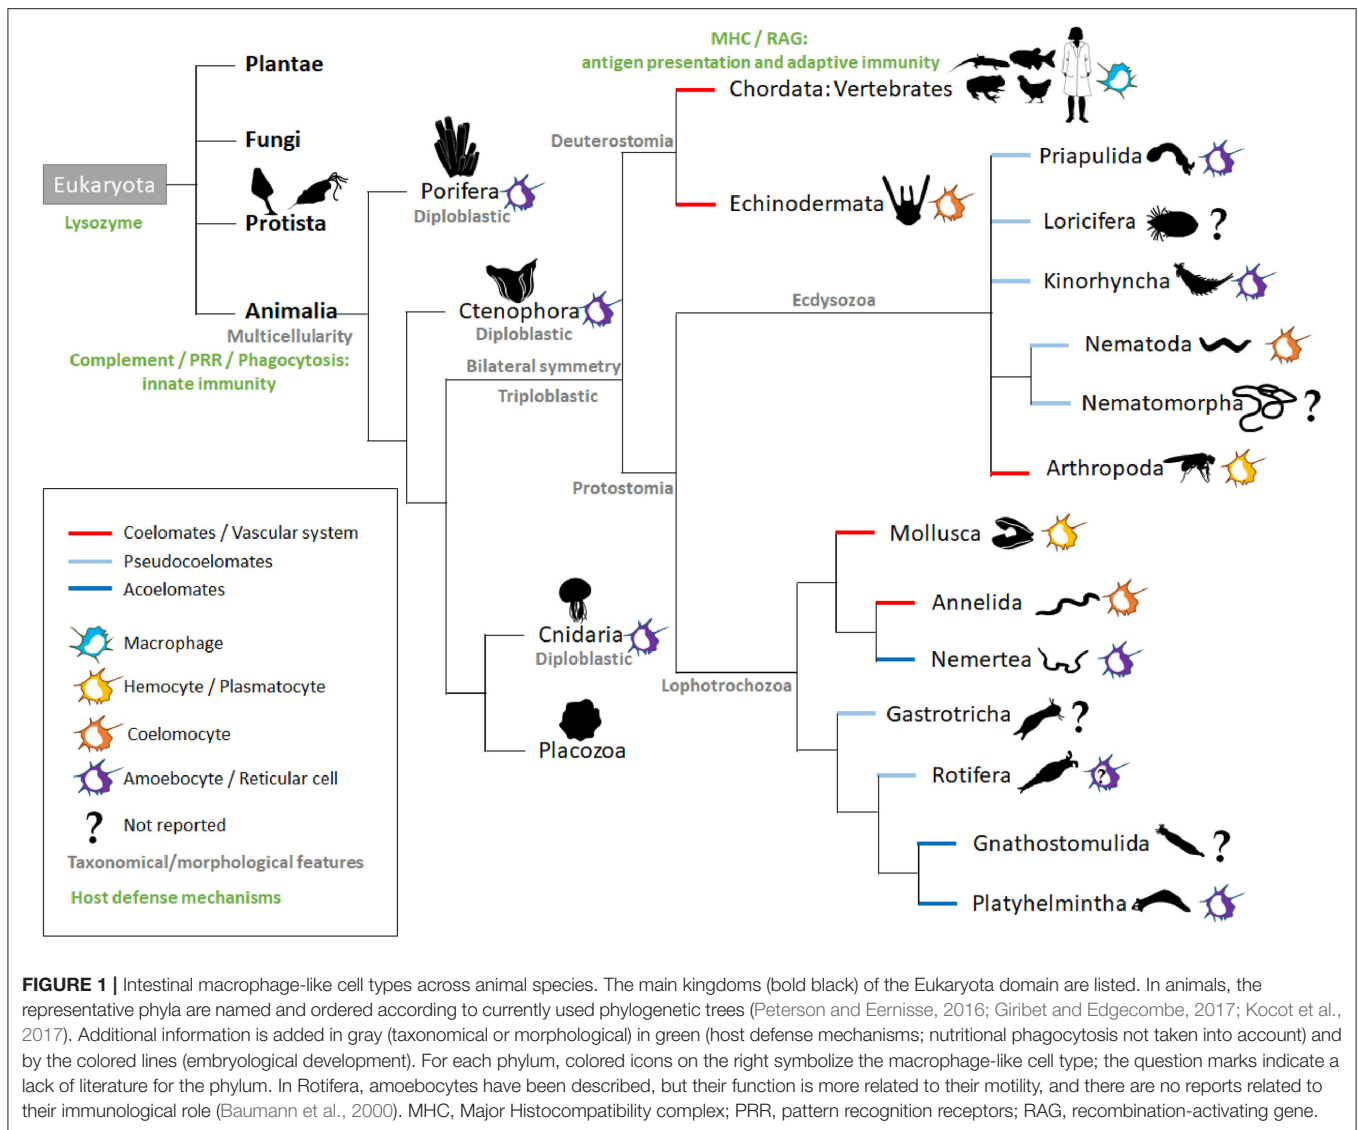 Plantae
Fungi
Eukaryota
Lysozyme
Protista
Animalia
Multicellularity
Complement / PRR / Phagocytosis:
innate immunity
Porifera
Diploblastic
Ctenophora
Diploblastic
Bilateral symmetry
Triploblastic
Cnidaria
Diploblastic
Placozoa
MHC / RAG:
antigen presentation and adaptive immunity
Chordata: Vertebrates
Deuterostomia
Echinodermata
Ecdysozoa
Protostomia
Lophotrochozoa
Priapulida
Loricifera
?
Kinorhyncha
Nematoda
Nematomorpha
?
Arthropoda
Mollusca
Annelida
Nemertea
Gastrotricha
?
Rotifera
?
Gnathostomulida
?
Platyhelmintha
Coelomates / Vascular system
Pseudocoelomates
Acoelomates
Macrophage
Hemocyte / Plasmatocyte
Coelomocyte
Amoebocyte / Reticular cell
? Not reported
Taxonomical/morphological features
Host defense mechanisms
FIGURE 1 | Intestinal macrophage-like cell types across animal species. The main kingdoms (bold black) of the Eukaryota domain are listed. In animals, the
representative phyla are named and ordered according to currently used phylogenetic trees (Peterson and Eernisse, 2016; Giribet and Edgecombe, 2017; Kocot et al.,
2017). Additional information is added in gray (taxonomical or morphological) in green (host defense mechanisms; nutritional phagocytosis not taken into account) and
by the colored lines (embryological development). For each phylum, colored icons on the right symbolize the macrophage-like cell type; the question marks indicate a
lack of literature for the phylum. In Rotifera, amoebocytes have been described, but their function is more related to their motility, and there are no reports related to
their immunological role (Baumann et al., 2000). MHC, Major Histocompatibility complex; PRR, pattern recognition receptors; RAG, recombination-activating gene.